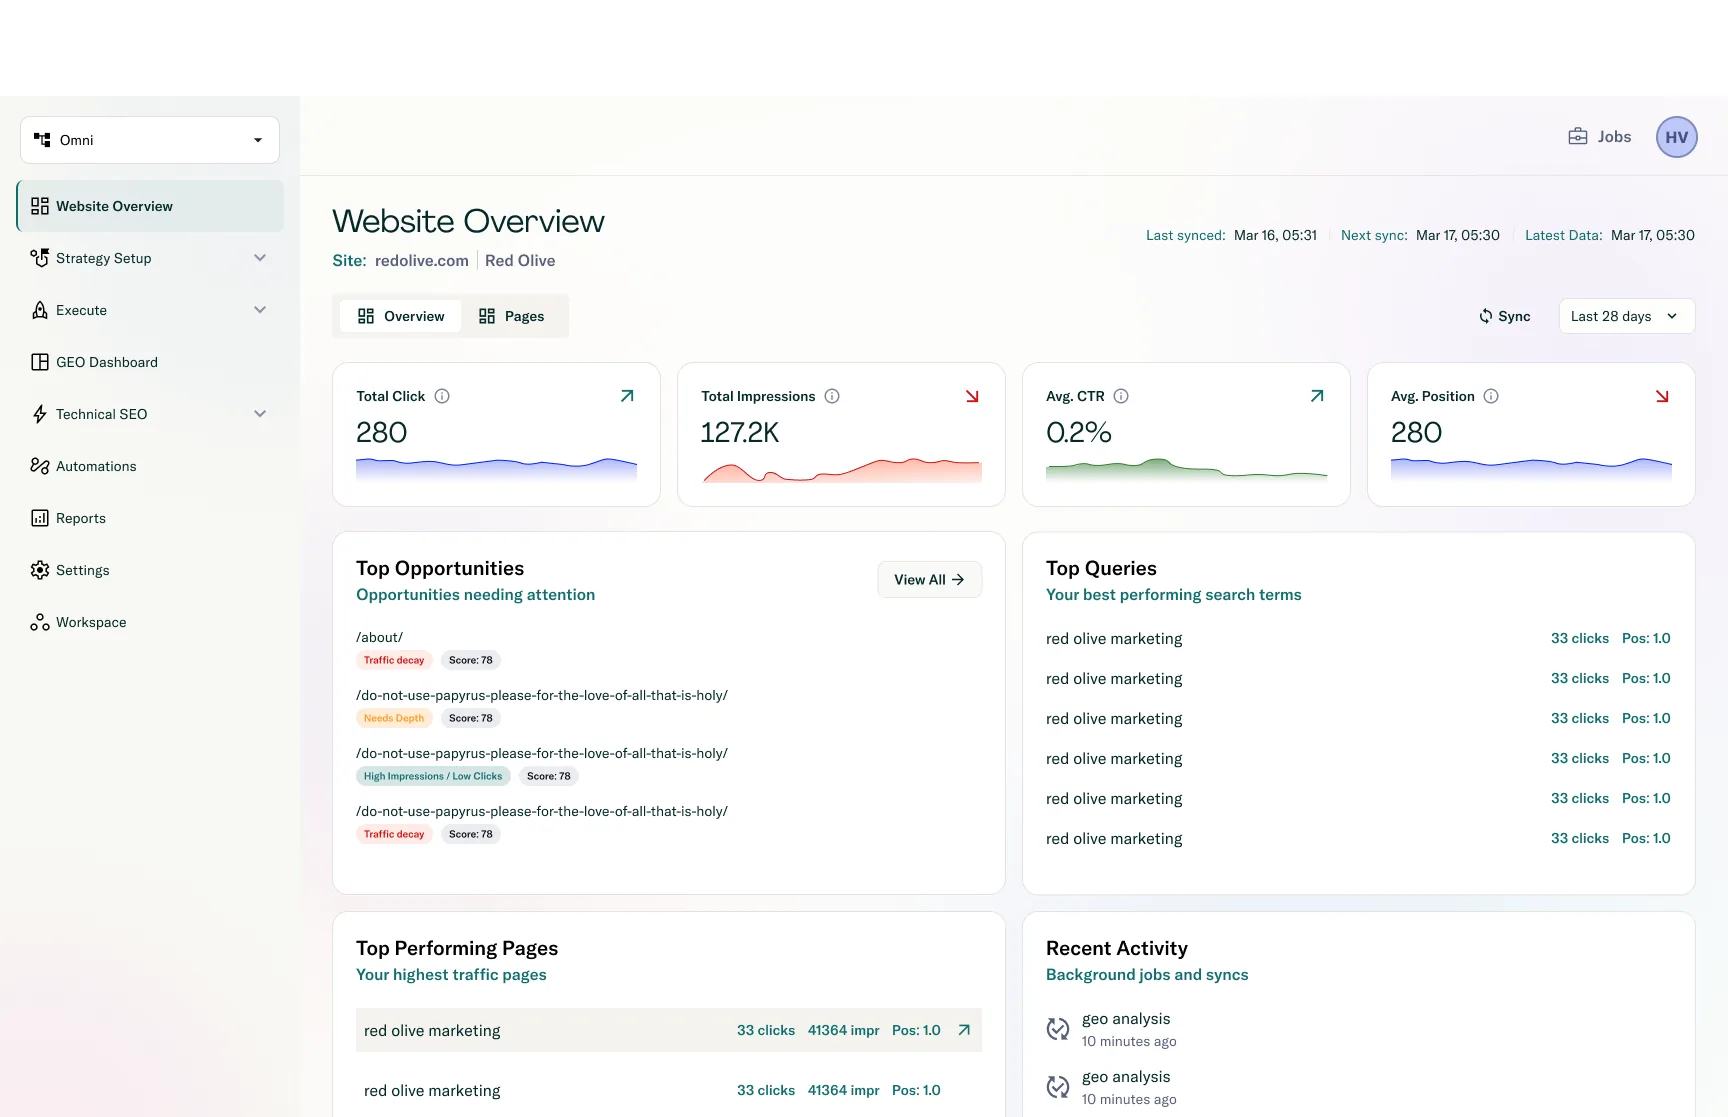 Omni
Jobs
HV
Website Overview
Strategy Setup
Execute
GEO Dashboard
Technical SEO
Automations
Reports
Settings
Workspace
Website Overview
Site: redolive.com Red Olive
Last synced: Mar 16, 05:31 Next sync: Mar 17, 05:30 Latest Data: Mar 17, 05:30
Overview Pages
Sync
Last 28 days
Total Click
280
Total Impressions
127.2K
Avg. CTR
0.2%
Avg. Position
280
Top Opportunities
Opportunities needing attention
View All
/about/
Traffic decay Score: 78
/do-not-use-papyrus-please-for-the-love-of-all-that-is-holy/
Needs Depth Score: 78
/do-not-use-papyrus-please-for-the-love-of-all-that-is-holy/
High Impressions / Low Clicks Score: 78
/do-not-use-papyrus-please-for-the-love-of-all-that-is-holy/
Traffic decay Score: 78
Top Queries
Your best performing search terms
red olive marketing 33 clicks Pos: 1.0
red olive marketing 33 clicks Pos: 1.0
red olive marketing 33 clicks Pos: 1.0
red olive marketing 33 clicks Pos: 1.0
red olive marketing 33 clicks Pos: 1.0
red olive marketing 33 clicks Pos: 1.0
Top Performing Pages
Your highest traffic pages
red olive marketing 33 clicks 41364 impr Pos: 1.0
red olive marketing 33 clicks 41364 impr Pos: 1.0
Recent Activity
Background jobs and syncs
geo analysis
10 minutes ago
geo analysis
10 minutes ago